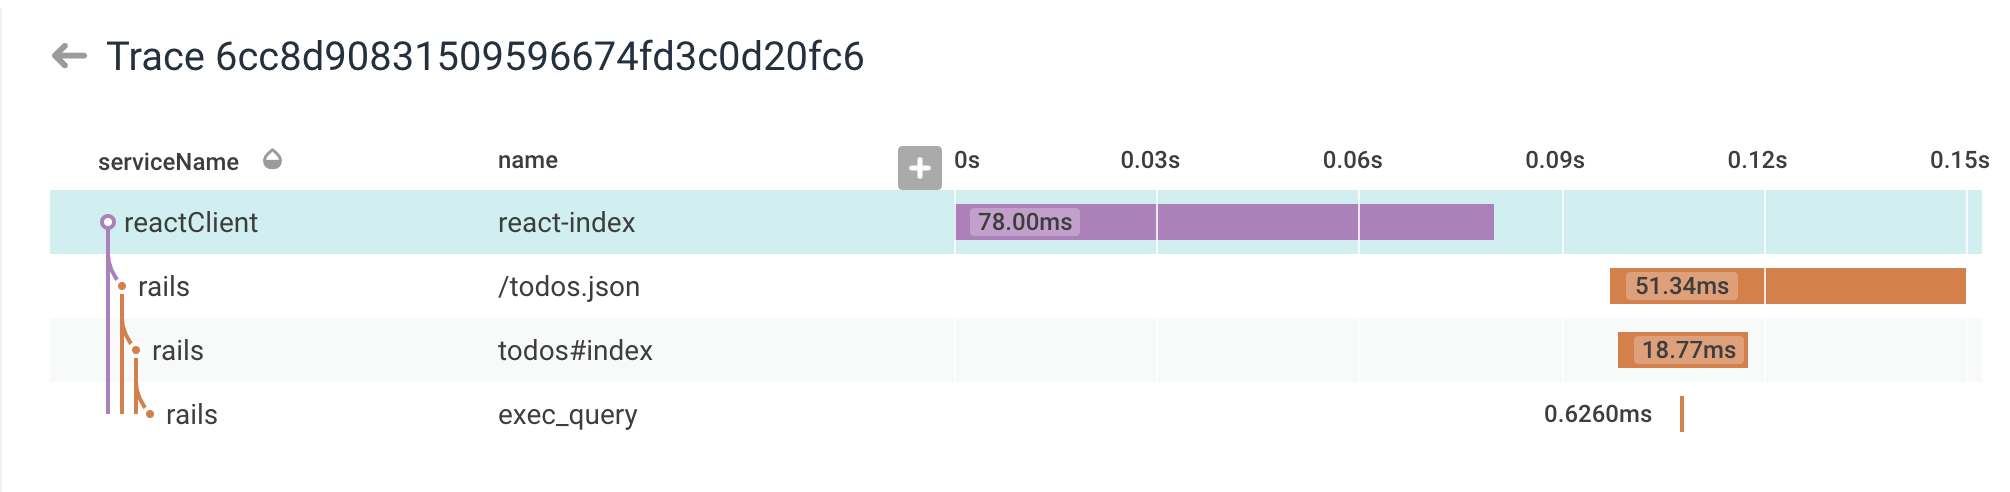 Trace 6cc8d90831509596674fd3c0d20fc6
serviceName name 0s 0.03s 0.06s 0.09s 0.12s 0.15s
reactClient react-index 78.00ms
rails /todos.json 51.34ms
rails todos#index 18.77ms
rails exec_query 0.6260ms